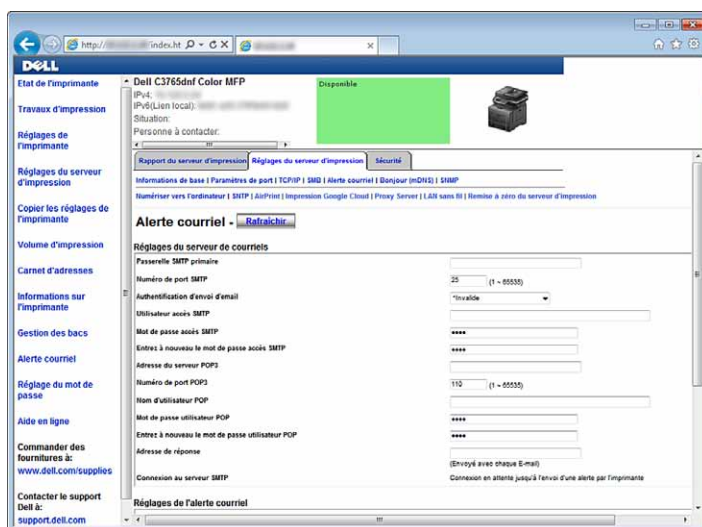 http:// /index.ht
DELL
Etat de l'imprimante
Travaux d'impression
Réglages de l'imprimante
Réglages du serveur d'impression
Copier les réglages de l'imprimante
Volume d'impression
Carnet d'adresses
Informations sur l'imprimante
Gestion des bacs
Alerte courriel
Réglage du mot de passe
Aide en ligne
Commander des fournitures à:
www.dell.com/supplies
Contacter le support Dell à:
support.dell.com
Dell C3765dnf Color MFP
IPv4:
IPv6(Lien local):
Situation:
Personne à contacter:
Disponible
Rapport du serveur d'impression Réglages du serveur d'impression Sécurité
Informations de base | Paramètres de port | TCP/IP | SMB | Alerte courriel | Bonjour (mDNS) | SNMP
Numériser vers l'ordinateur | SNTP | AirPrint | Impression Google Cloud | Proxy Server | LAN sans fil | Remise à zéro du serveur d'impression
Alerte courriel - Rafraîchir
Réglages du serveur de courriels
Passerelle SMTP primaire
Numéro de port SMTP 25 (1 ~ 65535)
Authentification d'envoi d'email *Invalide
Utilisateur accès SMTP
Mot de passe accès SMTP ••••
Entrez à nouveau le mot de passe accès SMTP ••••
Adresse du serveur POP3
Numéro de port POP3 110 (1 ~ 65535)
Nom d'utilisateur POP
Mot de passe utilisateur POP ••••
Entrez à nouveau le mot de passe utilisateur POP ••••
Adresse de réponse
(Envoyé avec chaque E-mail)
Connexion au serveur SMTP Connexion en attente jusqu'à l'envoi d'une alerte par l'imprimante
Réglages de l'alerte courriel